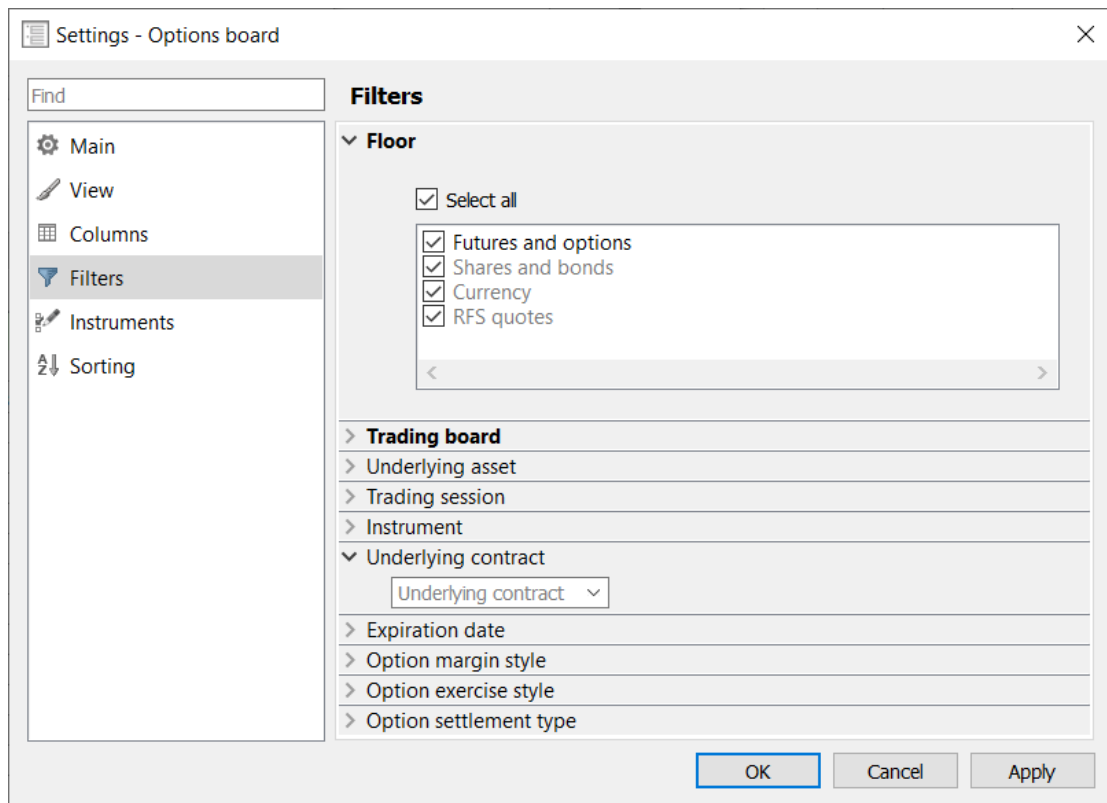 Settings - Options board
Find
Main
View
Columns
Filters
Instruments
Sorting
Filters
Floor
Select all
Futures and options
Shares and bonds
Currency
RFS quotes
Trading board
Underlying asset
Trading session
Instrument
Underlying contract
Underlying contract
Expiration date
Option margin style
Option exercise style
Option settlement type
OK Cancel Apply